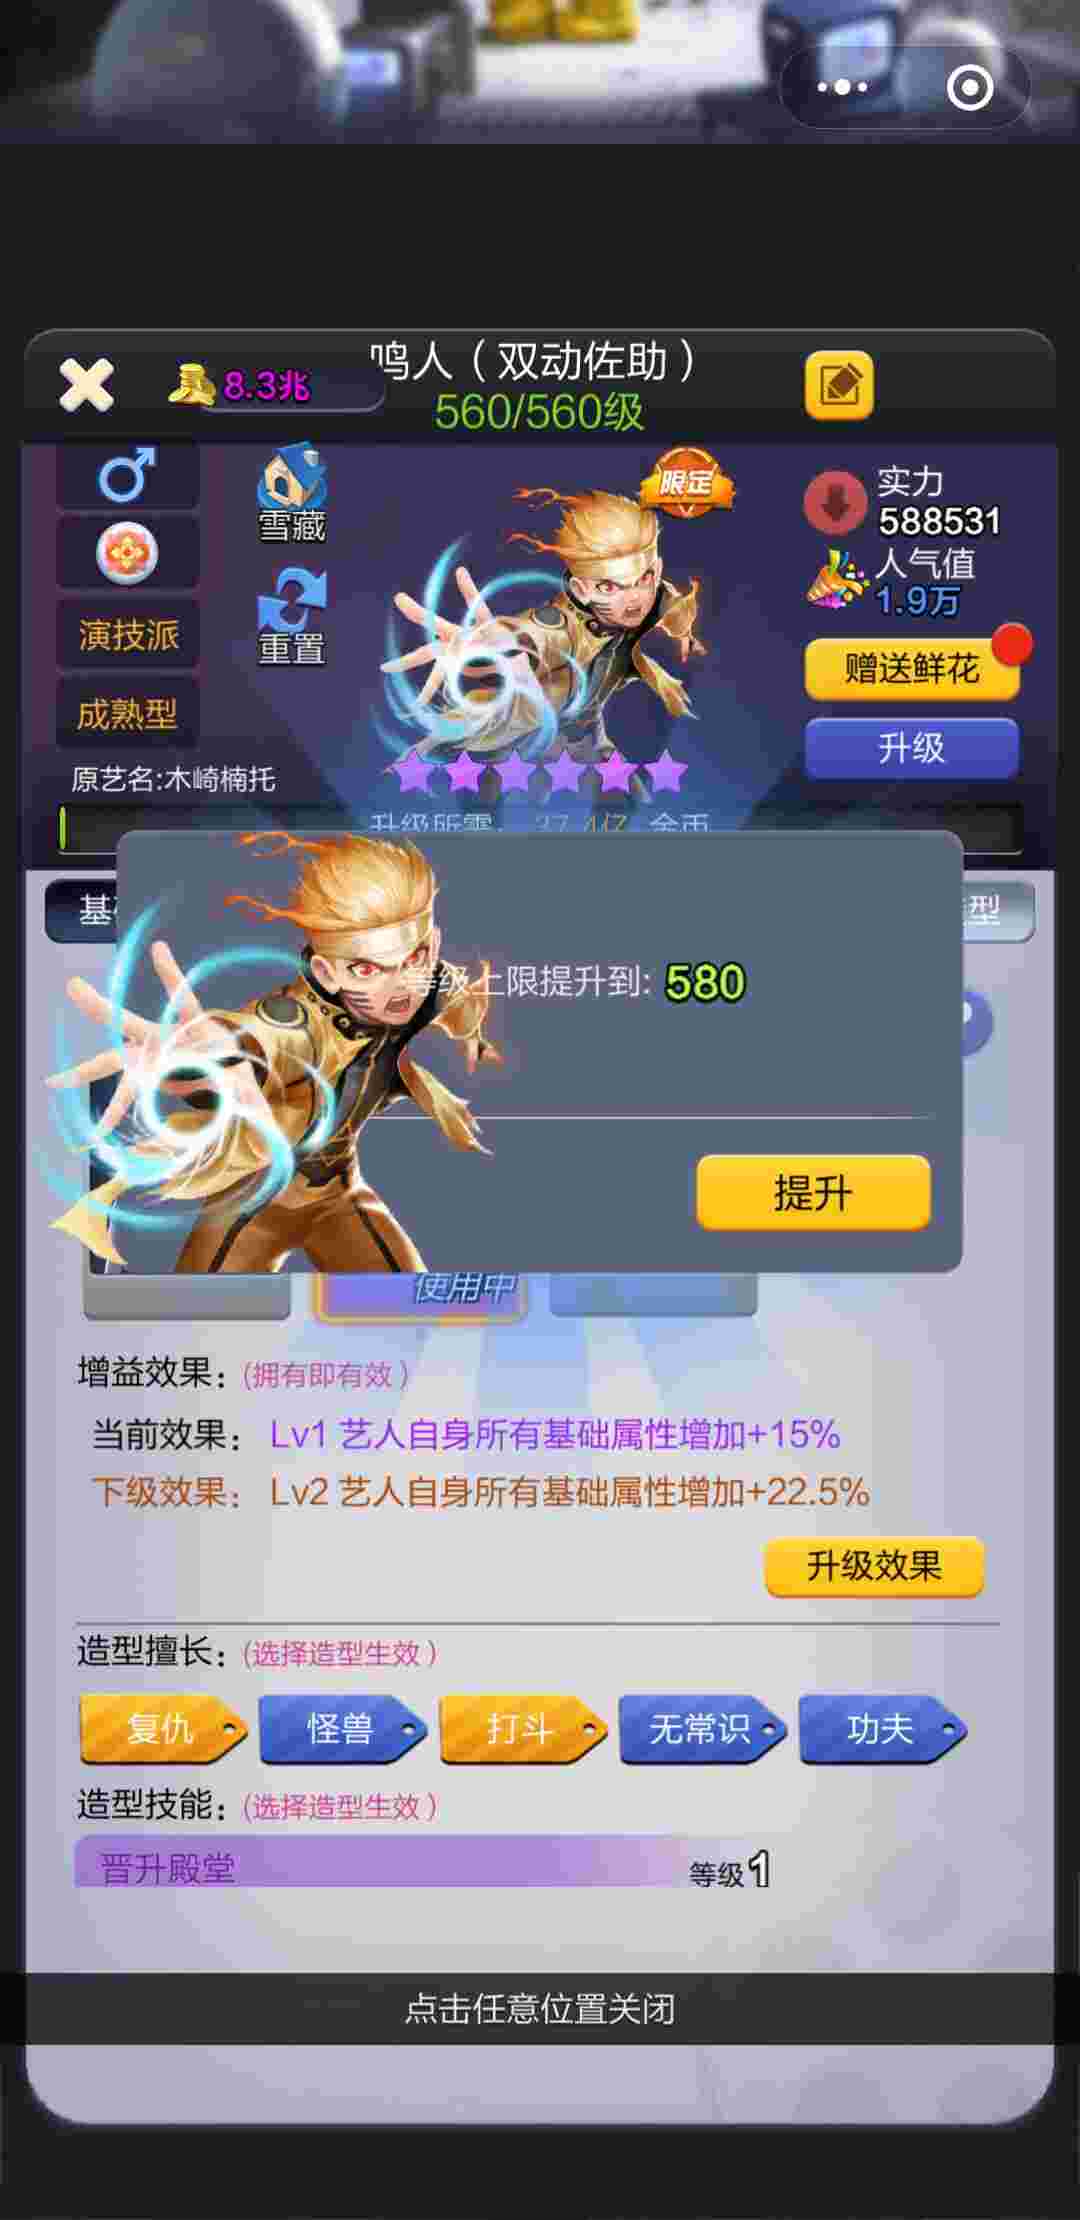 鸣人（双动佐助）
8.3兆
560/560级
限定
雪藏
实力
588531
人气值
1.9万
演技派
重置
赠送鲜花
成熟型
升级
原艺名:木崎楠托
升级所需: 37.4亿 金币
基
型
等级上限提升到: 580
提升
使用中
增益效果: (拥有即有效)
当前效果: Lv1 艺人自身所有基础属性增加+15%
下级效果: Lv2 艺人自身所有基础属性增加+22.5%
升级效果
造型擅长: (选择造型生效)
复仇 怪兽 打斗 无常识 功夫
造型技能: (选择造型生效)
晋升殿堂 等级1
点击任意位置关闭